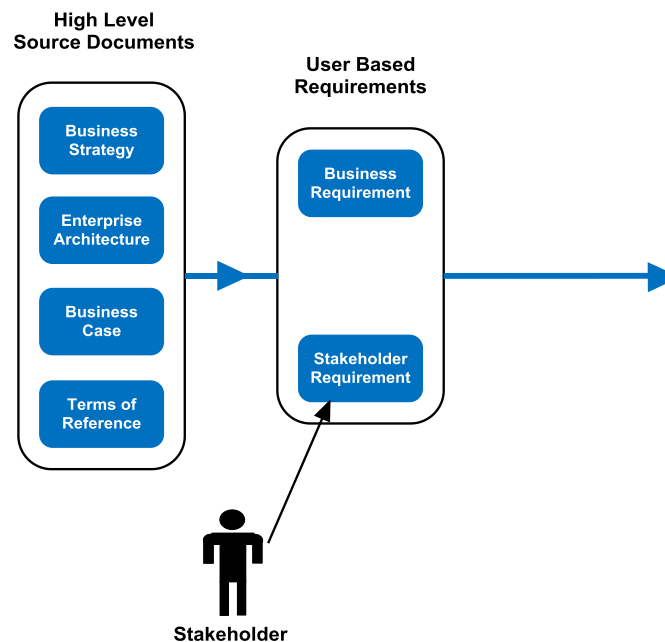 High Level
Source Documents
Business
Strategy
Enterprise
Architecture
Business
Case
Terms of
Reference
User Based
Requirements
Business
Requirement
Stakeholder
Requirement
Stakeholder